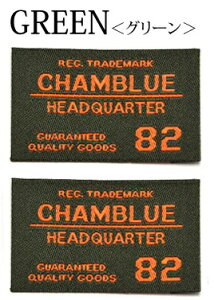 GREEN<グリーン>
REG. TRADEMARK
CHAMBLUE
HEADQUARTER
GUARANTEED
QUALITY GOODS 82
REG. TRADEMARK
CHAMBLUE
HEADQUARTER
GUARANTEED
QUALITY GOODS 82